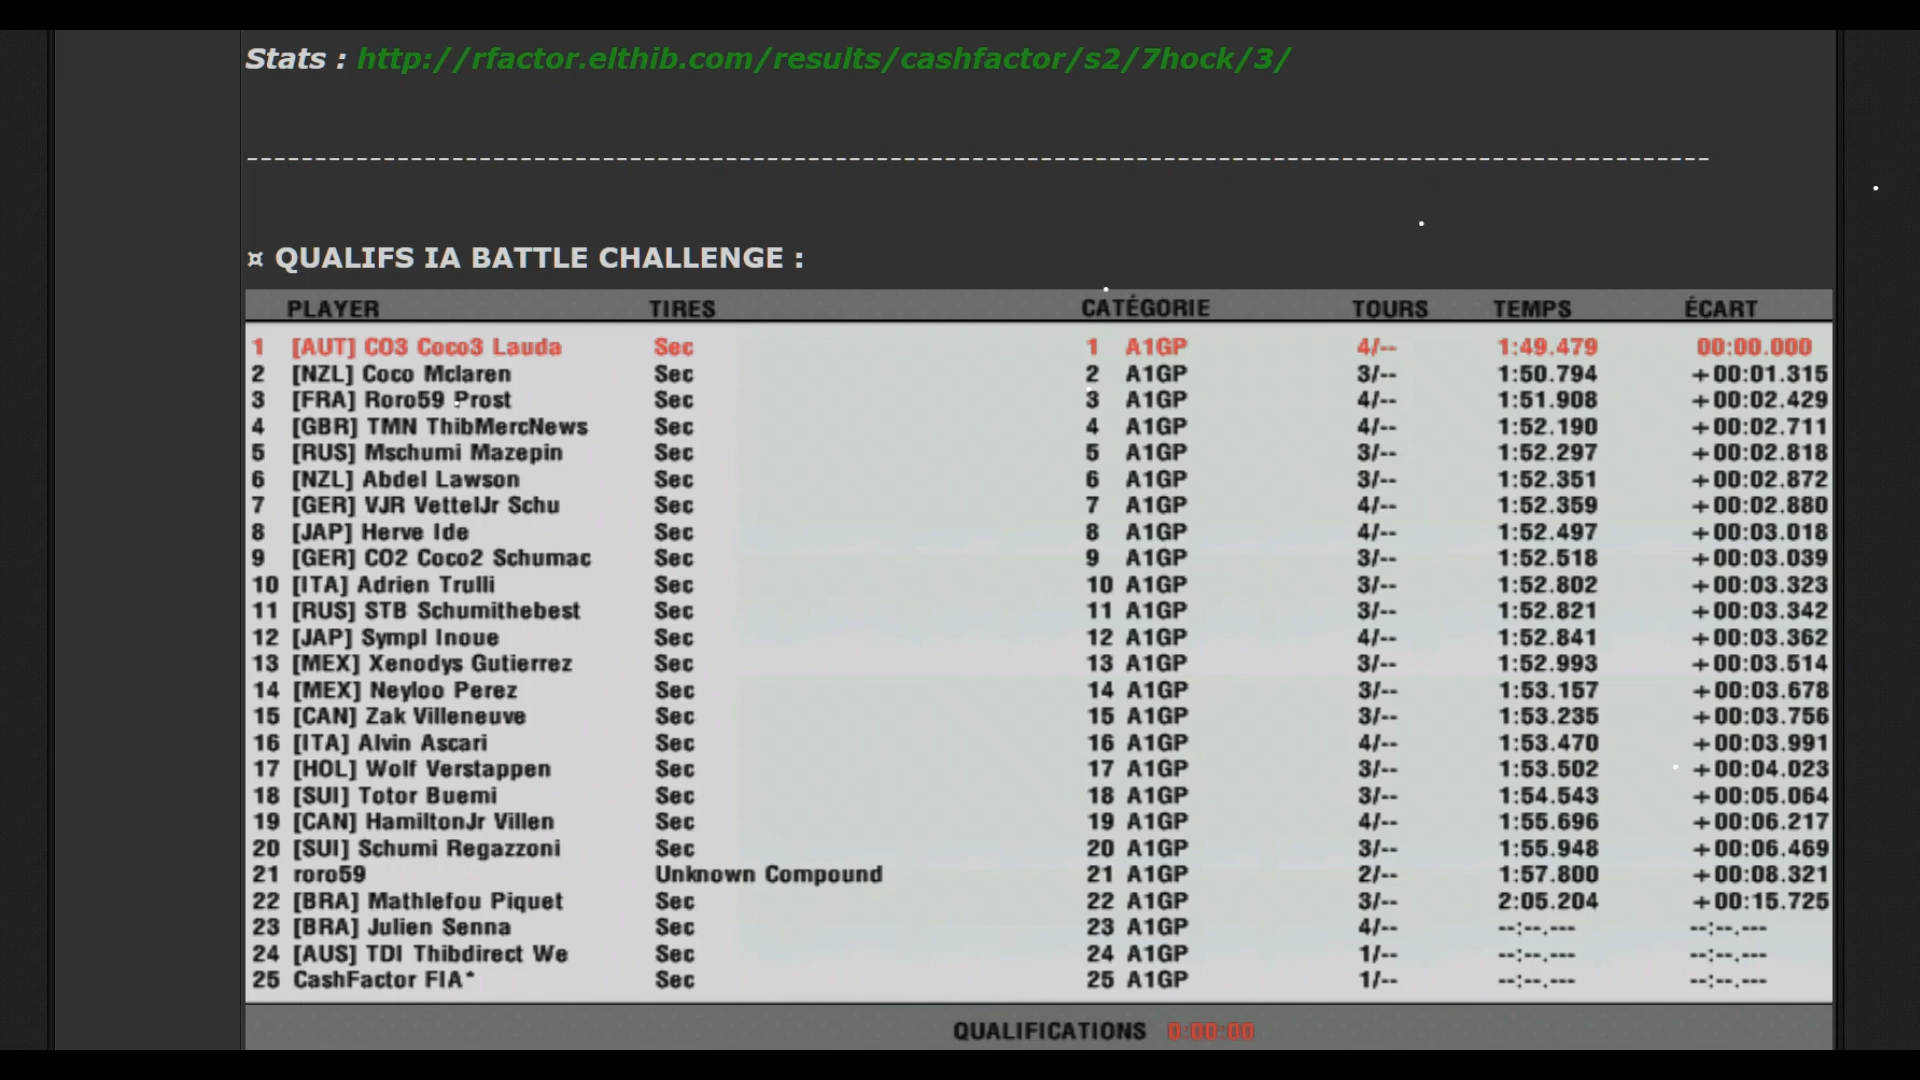 Stats : http://rfactor.elthib.com/results/cashfactor/s2/7hock/3/
-----------------------------------------------------------------------------------------------------------
¤ QUALIFS IA BATTLE CHALLENGE :
PLAYER TIRES CATÉGORIE TOURS TEMPS ÉCART
1 [AUT] CO3 Coco3 Lauda Sec 1 A1GP 4/-- 1:49.479 00:00.000
2 [NZL] Coco Mclaren Sec 2 A1GP 3/-- 1:50.794 +00:01.315
3 [FRA] Roro59 Prost Sec 3 A1GP 4/-- 1:51.908 +00:02.429
4 [GBR] TMN ThibMercNews Sec 4 A1GP 4/-- 1:52.190 +00:02.711
5 [RUS] Mschumi Mazepin Sec 5 A1GP 3/-- 1:52.297 +00:02.818
6 [NZL] Abdel Lawson Sec 6 A1GP 3/-- 1:52.351 +00:02.872
7 [GER] VJR VettelJr Schu Sec 7 A1GP 4/-- 1:52.359 +00:02.880
8 [JAP] Herve Ide Sec 8 A1GP 4/-- 1:52.497 +00:03.018
9 [GER] CO2 Coco2 Schumac Sec 9 A1GP 3/-- 1:52.518 +00:03.039
10 [ITA] Adrien Trulli Sec 10 A1GP 3/-- 1:52.802 +00:03.323
11 [RUS] STB Schumithebest Sec 11 A1GP 3/-- 1:52.821 +00:03.342
12 [JAP] Sympl Inoue Sec 12 A1GP 4/-- 1:52.841 +00:03.362
13 [MEX] Xenodys Gutierrez Sec 13 A1GP 3/-- 1:52.993 +00:03.514
14 [MEX] Neyloo Perez Sec 14 A1GP 3/-- 1:53.157 +00:03.678
15 [CAN] Zak Villeneuve Sec 15 A1GP 3/-- 1:53.235 +00:03.756
16 [ITA] Alvin Ascari Sec 16 A1GP 4/-- 1:53.470 +00:03.991
17 [HOL] Wolf Verstappen Sec 17 A1GP 3/-- 1:53.502 +00:04.023
18 [SUI] Totor Buemi Sec 18 A1GP 3/-- 1:54.543 +00:05.064
19 [CAN] HamiltonJr Villen Sec 19 A1GP 4/-- 1:55.696 +00:06.217
20 [SUI] Schumi Regazzoni Sec 20 A1GP 3/-- 1:55.948 +00:06.469
21 roro59 Unknown Compound 21 A1GP 2/-- 1:57.800 +00:08.321
22 [BRA] Mathlefou Piquet Sec 22 A1GP 3/-- 2:05.204 +00:15.725
23 [BRA] Julien Senna Sec 23 A1GP 4/-- --:--.--- --:--.---
24 [AUS] TDI Thibdirect We Sec 24 A1GP 1/-- --:--.--- --:--.---
25 CashFactor FIA* Sec 25 A1GP 1/-- --:--.--- --:--.---
QUALIFICATIONS 0:00:00